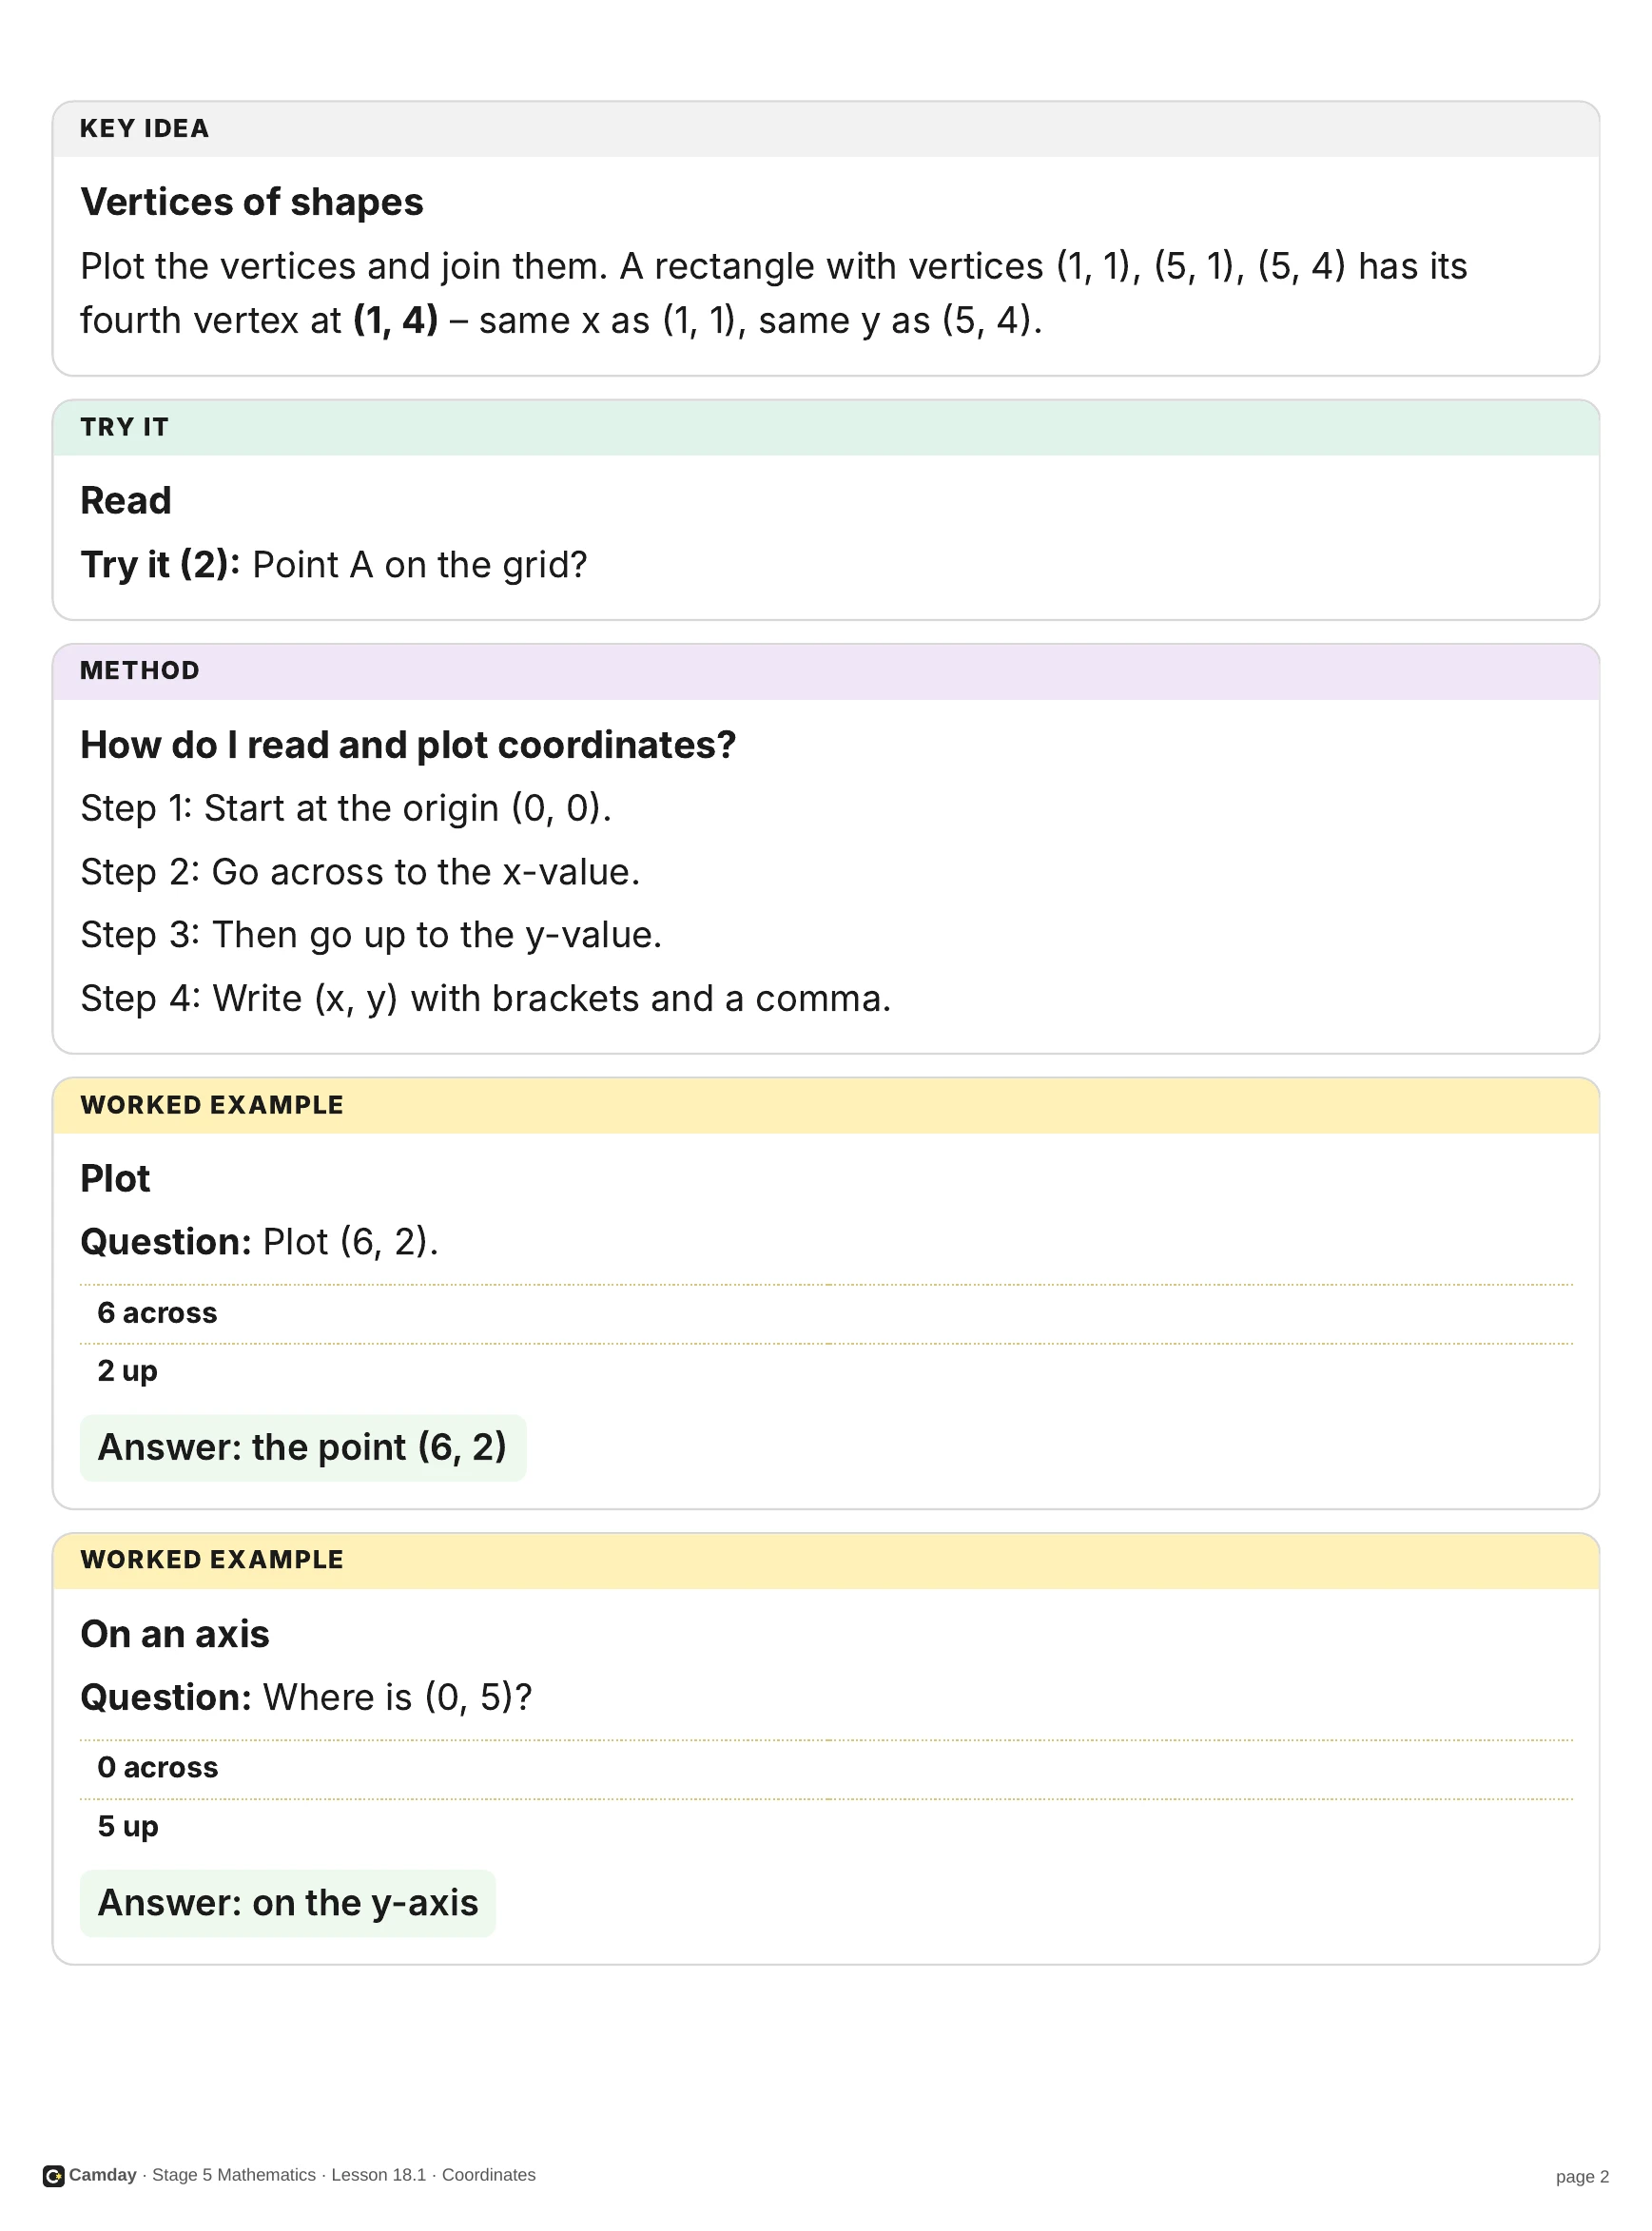 KEY IDEA
Vertices of shapes
Plot the vertices and join them. A rectangle with vertices (1, 1), (5, 1), (5, 4) has its
fourth vertex at (1, 4) – same x as (1, 1), same y as (5, 4).
TRY IT
Read
Try it (2): Point A on the grid?
METHOD
How do I read and plot coordinates?
Step 1: Start at the origin (0, 0).
Step 2: Go across to the x-value.
Step 3: Then go up to the y-value.
Step 4: Write (x, y) with brackets and a comma.
WORKED EXAMPLE
Plot
Question: Plot (6, 2).
6 across
2 up
Answer: the point (6, 2)
WORKED EXAMPLE
On an axis
Question: Where is (0, 5)?
0 across
5 up
Answer: on the y-axis
Camday · Stage 5 Mathematics · Lesson 18.1 · Coordinates
page 2